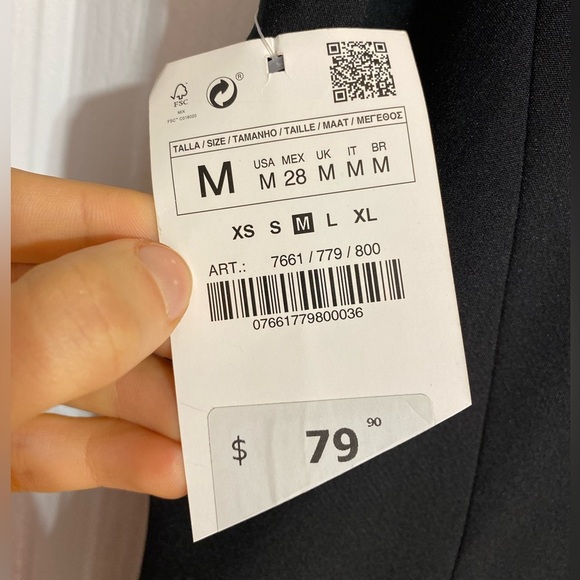 FSC
MIX
®
TALLA / SIZE / TAMANHO / TAILLE / MAAT / ΜΕΓΕΘΟΣ
USA MEX UK IT BR
M M 28 M M M
XS S M L XL
ART.: 7661 / 779 / 800
07661779800036
$ 79 90